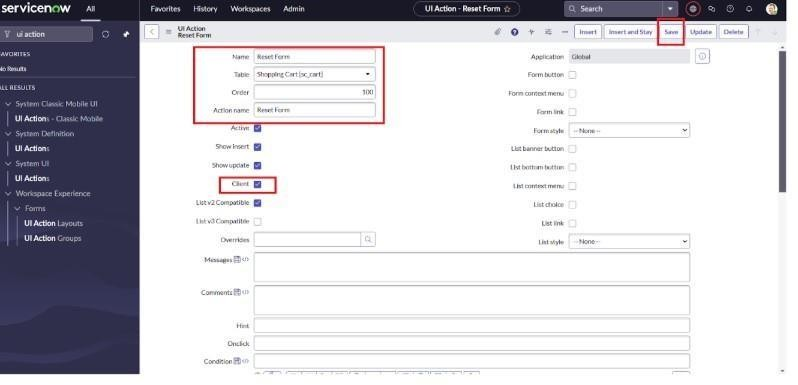 servicenow
All
Favorites
History
Workspaces
Admin
UI Action - Reset Form
Search
ui action
UI Action
Reset Form
Insert
Insert and Stay
Save
Update
Delete
FAVORITES
No Results
ALL RESULTS
System Classic Mobile UI
UI Actions - Classic Mobile
System Definition
UI Actions
System UI
UI Actions
Workspace Experience
Forms
UI Action Layouts
UI Action Groups
Name Reset Form
Table Shopping Cart [sc_cart]
Order 100
Action name Reset Form
Active
Show insert
Show update
Client
List v2 Compatible
List v3 Compatible
Overrides
Application Global
Form button
Form context menu
Form link
Form style -- None --
List banner button
List bottom button
List context menu
List choice
List link
List style -- None --
Messages
Comments
Hint
Onclick
Condition